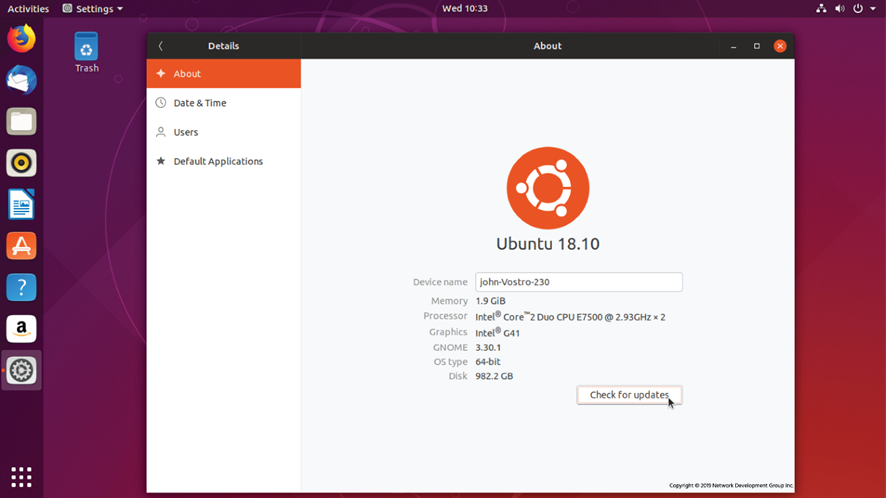 Activities Settings Wed 10:33
Trash
Details About
About
Date & Time
Users
Default Applications
Ubuntu 18.10
Device name john-Vostro-230
Memory 1.9 GiB
Processor Intel® Core™2 Duo CPU E7500 @ 2.93GHz × 2
Graphics Intel® G41
GNOME 3.30.1
OS type 64-bit
Disk 982.2 GB
Check for updates
Copyright © 2019 Network Development Group Inc.